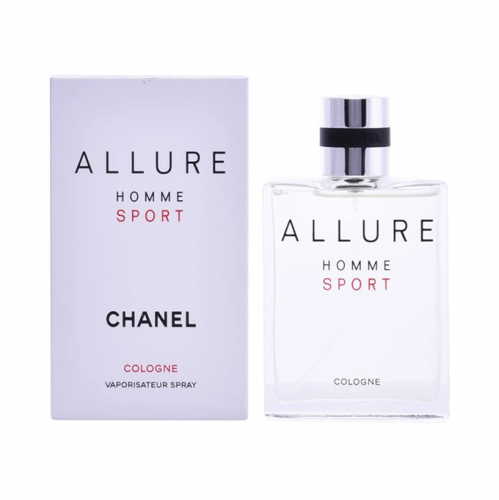 ALLURE
HOMME
SPORT
CHANEL
COLOGNE
VAPORISATEUR SPRAY
ALLURE
HOMME
SPORT
COLOGNE